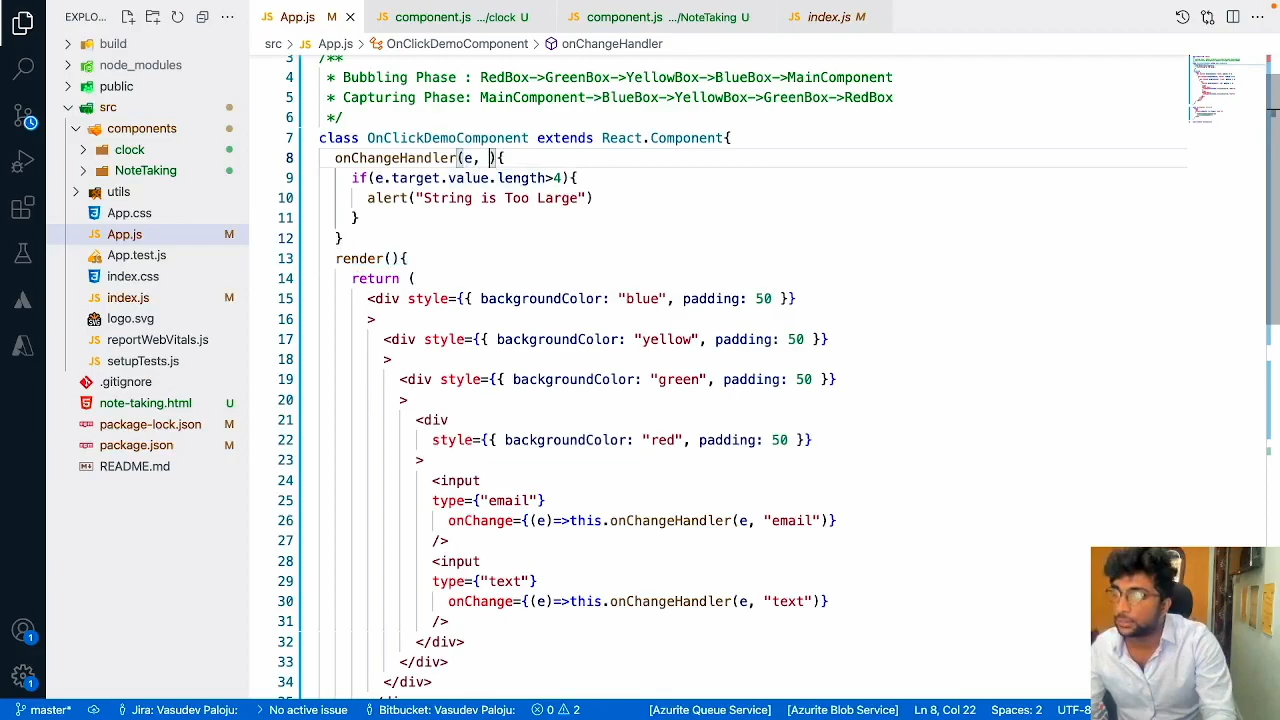 EXPLO...
JS App.js M
JS component.js .../clock U
JS component.js .../NoteTaking U
JS index.js M
src > JS App.js > OnClickDemoComponent > onChangeHandler
build
node_modules
public
src
components
clock
NoteTaking
utils
App.css
JS App.js M
App.test.js
index.css
JS index.js M
logo.svg
JS reportWebVitals.js
JS setupTests.js
.gitignore
note-taking.html U
package-lock.json M
package.json M
README.md
3 /**
4 * Bubbling Phase : RedBox->GreenBox->YellowBox->BlueBox->MainComponent
5 * Capturing Phase: MainComponent->BlueBox->YellowBox->GreenBox->RedBox
6 */
7 class OnClickDemoComponent extends React.Component{
8 onChangeHandler(e, ){
9 if(e.target.value.length>4){
10 alert("String is Too Large")
11 }
12 }
13 render(){
14 return (
15 <div style={{ backgroundColor: "blue", padding: 50 }}
16 >
17 <div style={{ backgroundColor: "yellow", padding: 50 }}
18 >
19 <div style={{ backgroundColor: "green", padding: 50 }}
20 >
21 <div
22 style={{ backgroundColor: "red", padding: 50 }}
23 >
24 <input
25 type={"email"}
26 onChange={(e)=>this.onChangeHandler(e, "email")}
27 />
28 <input
29 type={"text"}
30 onChange={(e)=>this.onChangeHandler(e, "text")}
31 />
32 </div>
33 </div>
34 </div>
1
1
master* Jira: Vasudev Paloju: No active issue Bitbucket: Vasudev Paloju: 0 2 [Azurite Queue Service] [Azurite Blob Service] Ln 8, Col 22 Spaces: 2 UTF-8